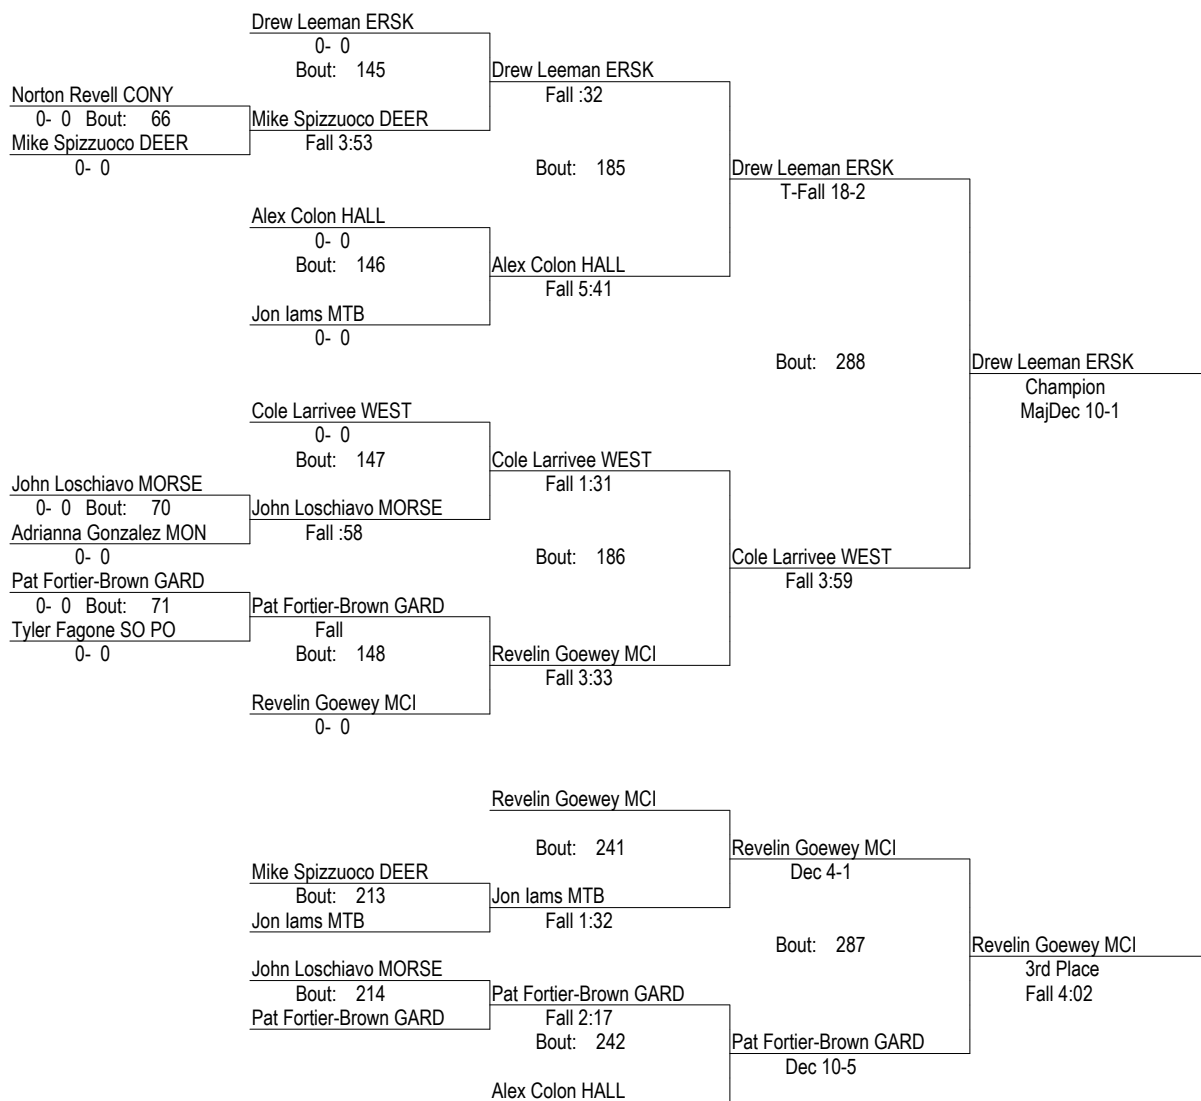 Drew Leeman ERSK
0- 0
Bout: 145
Drew Leeman ERSK
Fall :32
Norton Revell CONY
0- 0 Bout: 66
Mike Spizzuoco DEER
Fall 3:53
Mike Spizzuoco DEER
0- 0
Bout: 185
Drew Leeman ERSK
T-Fall 18-2
Alex Colon HALL
0- 0
Bout: 146
Alex Colon HALL
Fall 5:41
Jon Iams MTB
0- 0
Bout: 288
Drew Leeman ERSK
Champion
MajDec 10-1
Cole Larrivee WEST
0- 0
Bout: 147
Cole Larrivee WEST
Fall 1:31
John Loschiavo MORSE
0- 0 Bout: 70
John Loschiavo MORSE
Fall :58
Adrianna Gonzalez MON
0- 0
Bout: 186
Cole Larrivee WEST
Fall 3:59
Pat Fortier-Brown GARD
0- 0 Bout: 71
Pat Fortier-Brown GARD
Fall
Tyler Fagone SO PO
0- 0
Bout: 148
Revelin Goewey MCI
Fall 3:33
Revelin Goewey MCI
0- 0
Revelin Goewey MCI
Bout: 241
Revelin Goewey MCI
Dec 4-1
Mike Spizzuoco DEER
Bout: 213
Jon Iams MTB
Fall 1:32
Jon Iams MTB
Bout: 287
Revelin Goewey MCI
3rd Place
Fall 4:02
John Loschiavo MORSE
Bout: 214
Pat Fortier-Brown GARD
Fall 2:17
Pat Fortier-Brown GARD
Bout: 242
Pat Fortier-Brown GARD
Dec 10-5
Alex Colon HALL